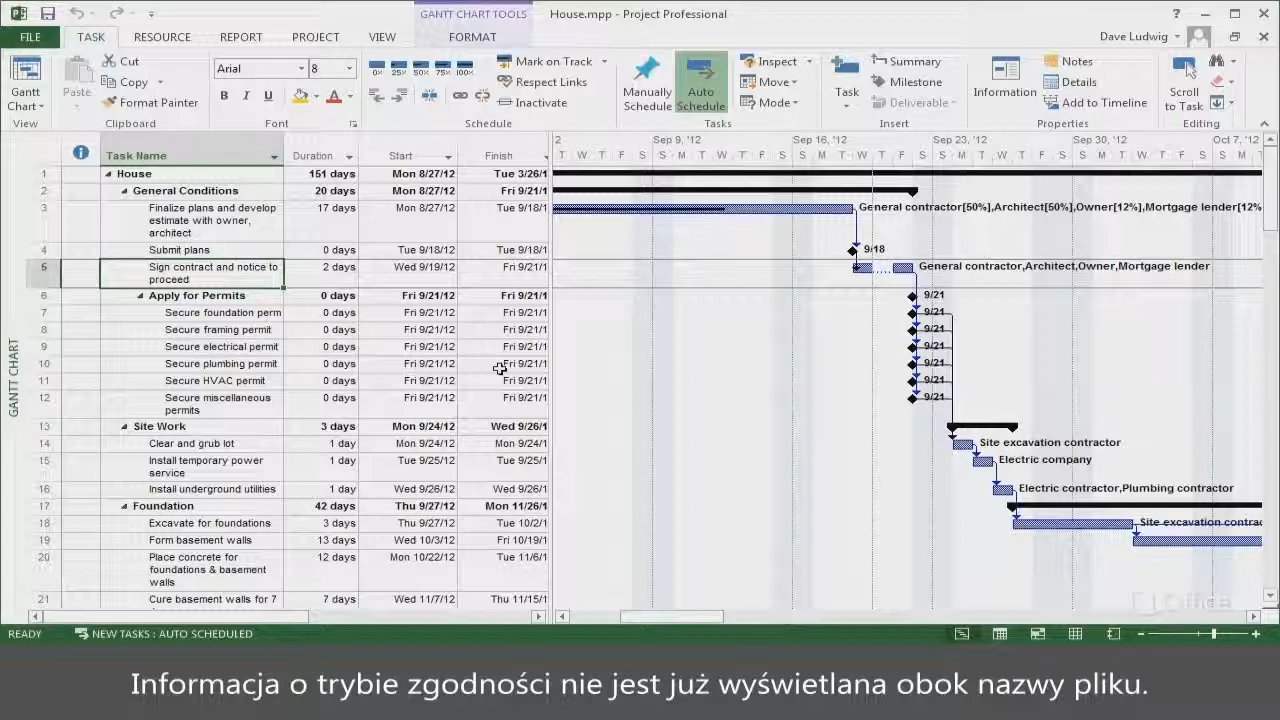 GANTT CHART TOOLS
House.mpp - Project Professional
FILE
TASK
RESOURCE
REPORT
PROJECT
VIEW
FORMAT
Dave Ludwig
Gantt Chart
View
Paste
Cut
Copy
Format Painter
Clipboard
Arial
8
B I U
A
Font
0% 25% 50% 75% 100%
Mark on Track
Respect Links
Inactivate
Schedule
Manually Schedule
Auto Schedule
Inspect
Move
Mode
Tasks
Task
Summary
Milestone
Deliverable
Insert
Information
Notes
Details
Add to Timeline
Properties
Scroll to Task
Editing
2 Sep 9, '12 Sep 16, '12 Sep 23, '12 Sep 30, '12 Oct 7, '12
Task Name Duration Start Finish T W T F S S M T W T F S S M T W T F S S M T W T F S S M T W T F S S M T
GANTT CHART
1 House 151 days Mon 8/27/12 Tue 3/26/1
2 General Conditions 20 days Mon 8/27/12 Fri 9/21/1
3 Finalize plans and develop 17 days Mon 8/27/12 Tue 9/18/1 General contractor[50%],Architect[50%],Owner[12%],Mortgage lender[12%
estimate with owner,
architect
4 Submit plans 0 days Tue 9/18/12 Tue 9/18/1 9/18
5 Sign contract and notice to 2 days Wed 9/19/12 Fri 9/21/1 General contractor,Architect,Owner,Mortgage lender
proceed
6 Apply for Permits 0 days Fri 9/21/12 Fri 9/21/1 9/21
7 Secure foundation perm 0 days Fri 9/21/12 Fri 9/21/1 9/21
8 Secure framing permit 0 days Fri 9/21/12 Fri 9/21/1 9/21
9 Secure electrical permit 0 days Fri 9/21/12 Fri 9/21/1 9/21
10 Secure plumbing permit 0 days Fri 9/21/12 Fri 9/21/1 9/21
11 Secure HVAC permit 0 days Fri 9/21/12 Fri 9/21/1 9/21
12 Secure miscellaneous 0 days Fri 9/21/12 Fri 9/21/1 9/21
permits
13 Site Work 3 days Mon 9/24/12 Wed 9/26/1
14 Clear and grub lot 1 day Mon 9/24/12 Mon 9/24/1 Site excavation contractor
15 Install temporary power 1 day Tue 9/25/12 Tue 9/25/1 Electric company
service
16 Install underground utilities 1 day Wed 9/26/12 Wed 9/26/1 Electric contractor,Plumbing contractor
17 Foundation 42 days Thu 9/27/12 Mon 11/26/1
18 Excavate for foundations 3 days Thu 9/27/12 Tue 10/2/1 Site excavation contrac
19 Form basement walls 13 days Wed 10/3/12 Fri 10/19/1
20 Place concrete for 12 days Mon 10/22/12 Tue 11/6/1
foundations & basement
walls
21 Cure basement walls for 7 7 days Wed 11/7/12 Thu 11/15/1
Office
READY
NEW TASKS : AUTO SCHEDULED
Informacja o trybie zgodności nie jest już wyświetlana obok nazwy pliku.